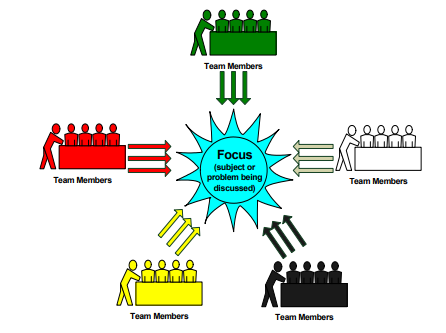 Team Members
Focus
(subject or
problem being
discussed)
Team Members
Team Members
Team Members
Team Members